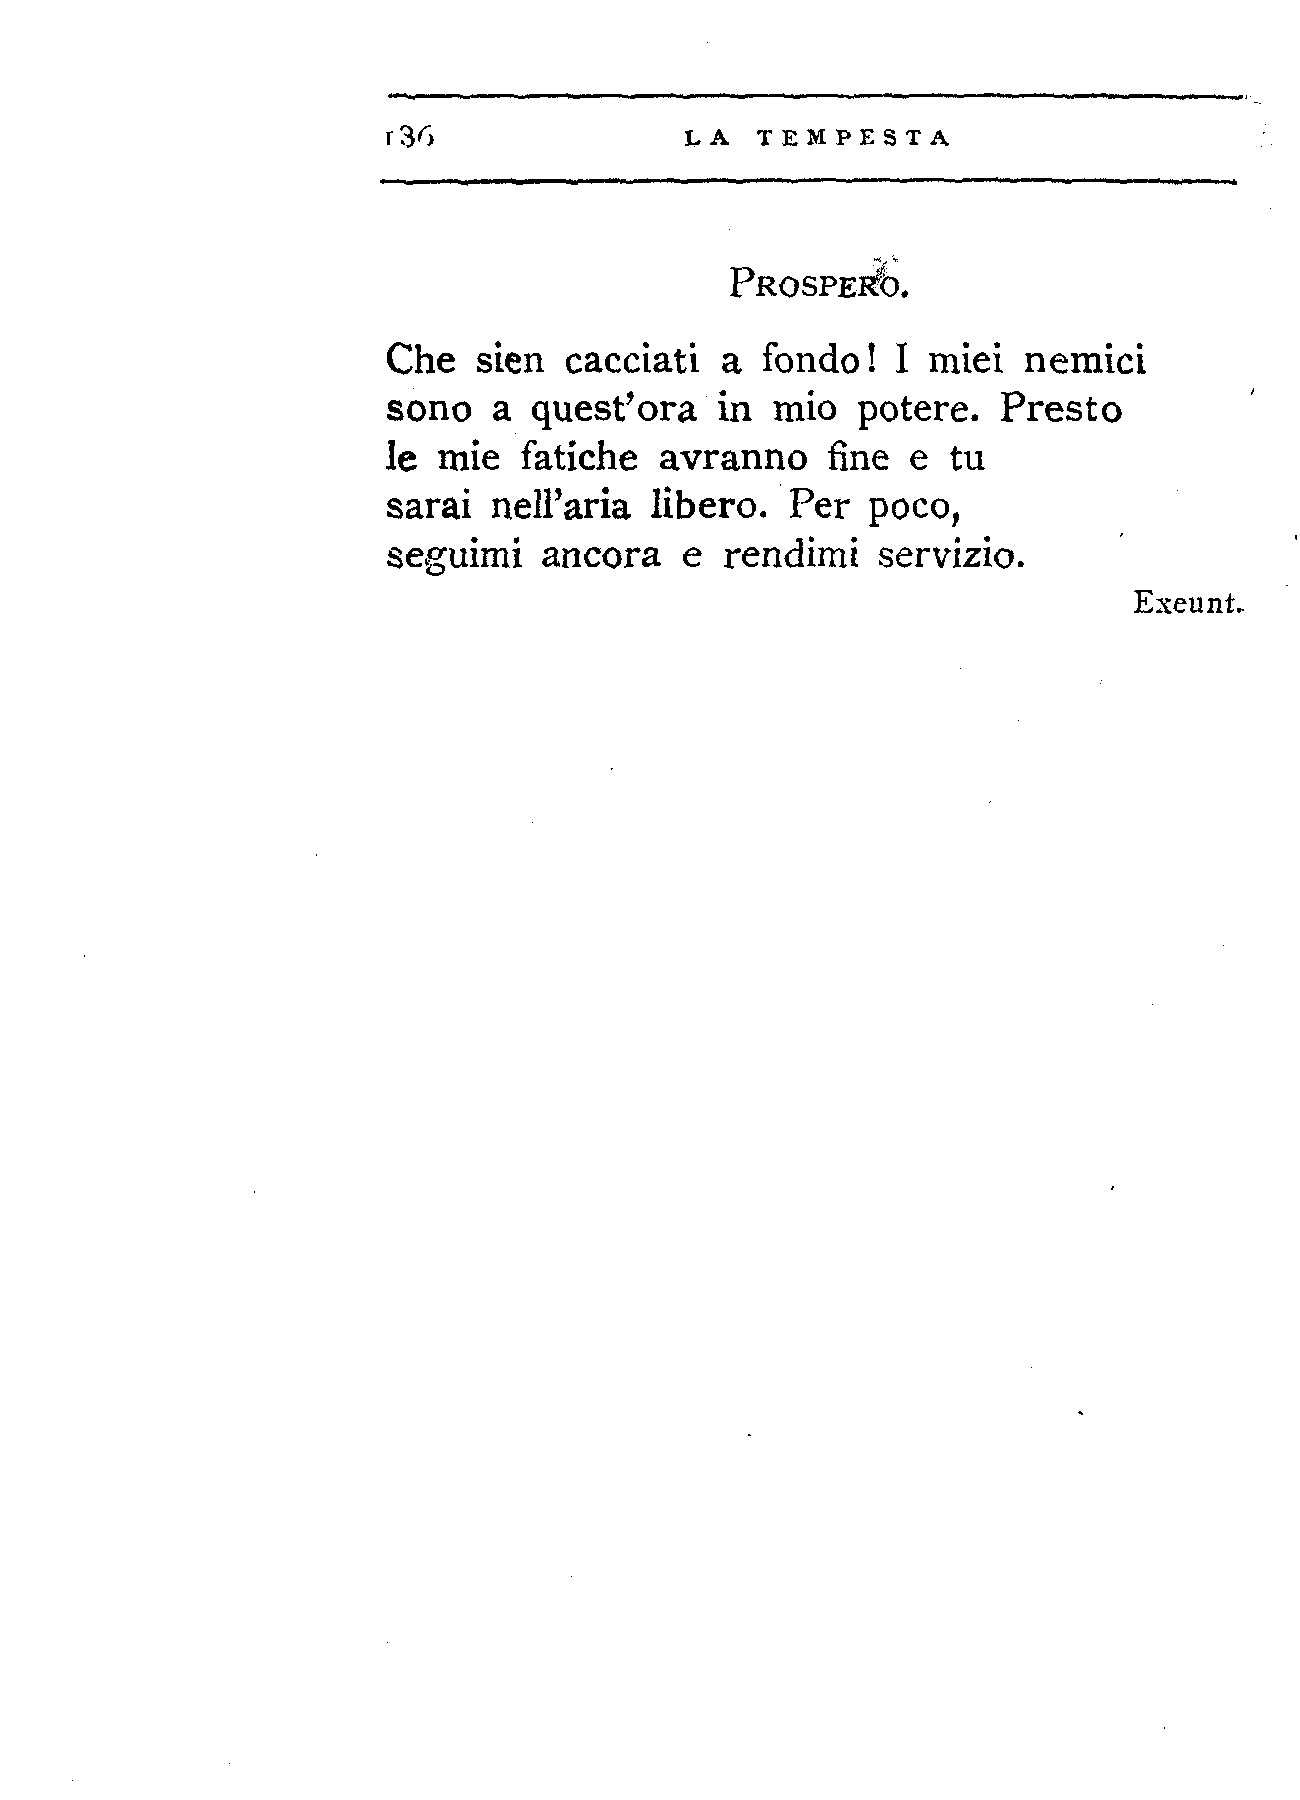 136 LA TEMPESTA
PROSPERO.
Che sien cacciati a fondo! I miei nemici
sono a quest'ora in mio potere. Presto
le mie fatiche avranno fine e tu
sarai nell'aria libero. Per poco,
seguimi ancora e rendimi servizio.
Exeunt.